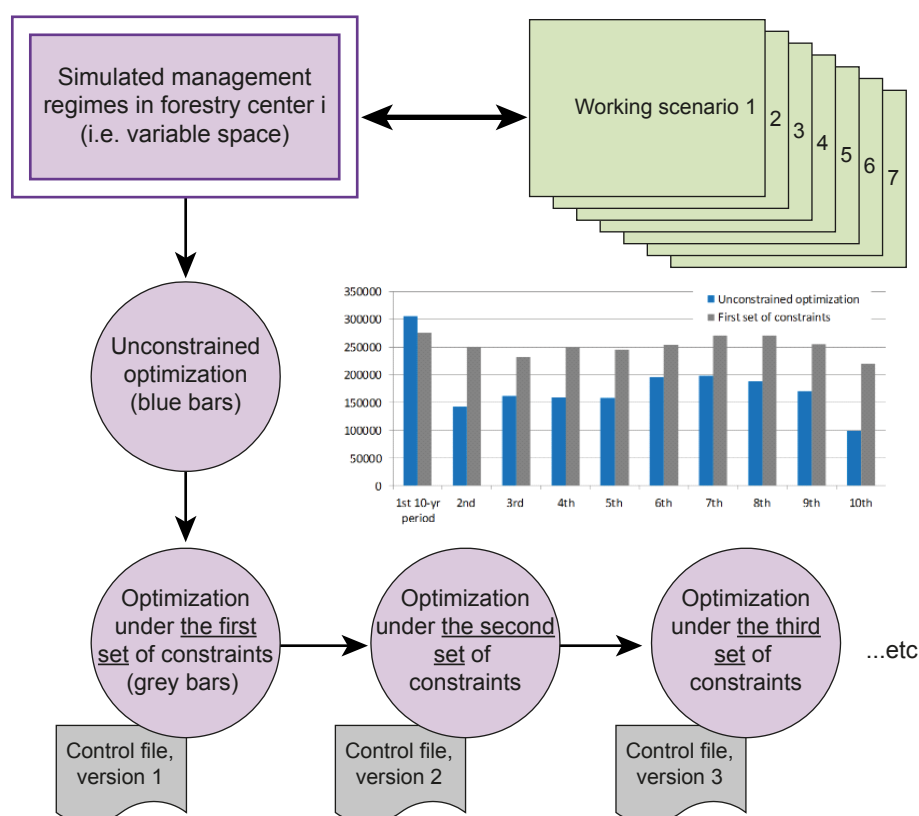 Simulated management
regimes in forestry center i
(i.e. variable space)
Working scenario 1
2
3
4
5
6
7
Unconstrained
optimization
(blue bars)
350000
300000
250000
200000
150000
100000
50000
0
Unconstrained optimization
First set of constraints
1st 10-yr
period
2nd
3rd
4th
5th
6th
7th
8th
9th
10th
Optimization
under the first
set of constraints
(grey bars)
Optimization
under the second
set of
constraints
Optimization
under the third
set of
constraints
...etc
Control file,
version 1
Control file,
version 2
Control file,
version 3